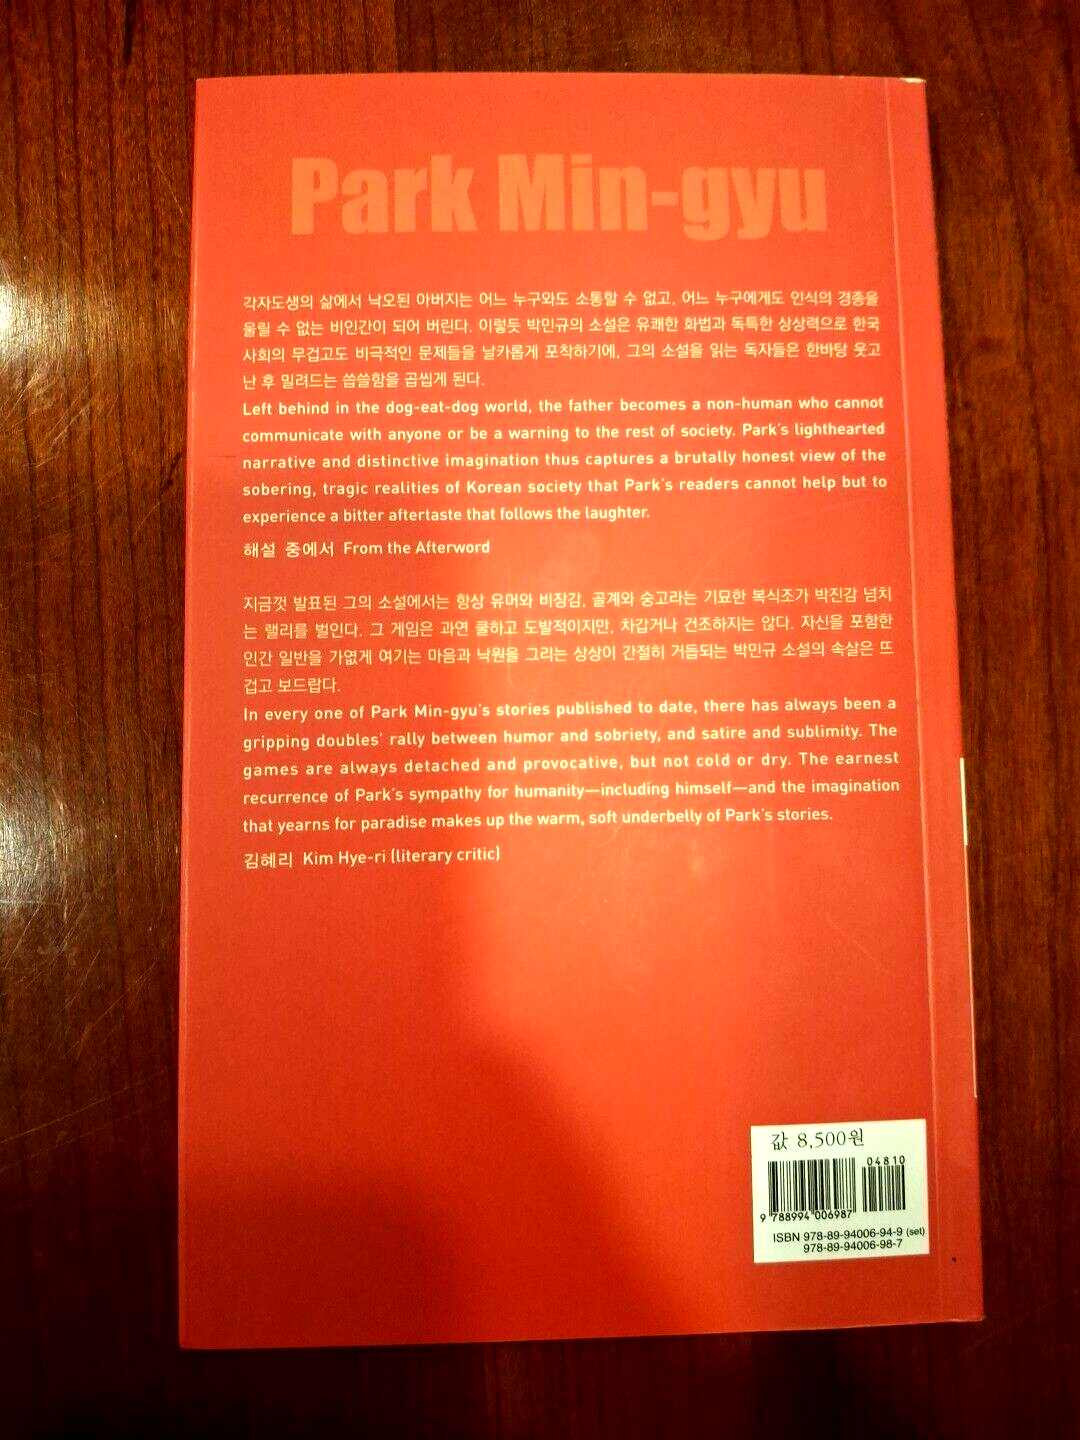 Park Min-gyu
각자도생의 삶에서 낙오된 아버지는 어느 누구와도 소통할 수 없고, 어느 누구에게도 인식의 경종을
울릴 수 없는 비인간이 되어 버린다. 이렇듯 박민규의 소설은 유쾌한 화법과 독특한 상상력으로 한국
사회의 무겁고도 비극적인 문제들을 날카롭게 포착하기에, 그의 소설을 읽는 독자들은 한바탕 웃고
난 후 밀려드는 씁쓸함을 곱씹게 된다.
Left behind in the dog-eat-dog world, the father becomes a non-human who cannot
communicate with anyone or be a warning to the rest of society. Park's lighthearted
narrative and distinctive imagination thus captures a brutally honest view of the
sobering, tragic realities of Korean society that Park's readers cannot help but to
experience a bitter aftertaste that follows the laughter.
해설 중에서 From the Afterword
지금껏 발표된 그의 소설에서는 항상 유머와 비장감, 골계와 숭고라는 기묘한 복식조가 박진감 넘치
는 랠리를 벌인다. 그 게임은 과연 쿨하고 도발적이지만, 차갑거나 건조하지는 않다. 자신을 포함한
인간 일반을 가엾게 여기는 마음과 낙원을 그리는 상상이 간절히 거듭되는 박민규 소설의 속살은 뜨
겁고 보드랍다.
In every one of Park Min-gyu's stories published to date, there has always been a
gripping doubles' rally between humor and sobriety, and satire and sublimity. The
games are always detached and provocative, but not cold or dry. The earnest
recurrence of Park's sympathy for humanity—including himself—and the imagination
that yearns for paradise makes up the warm, soft underbelly of Park's stories.
김혜리 Kim Hye-ri (literary critic)
값 8,500원
04810
9 788994 006987
ISBN 978-89-94006-94-9 (set)
978-89-94006-98-7